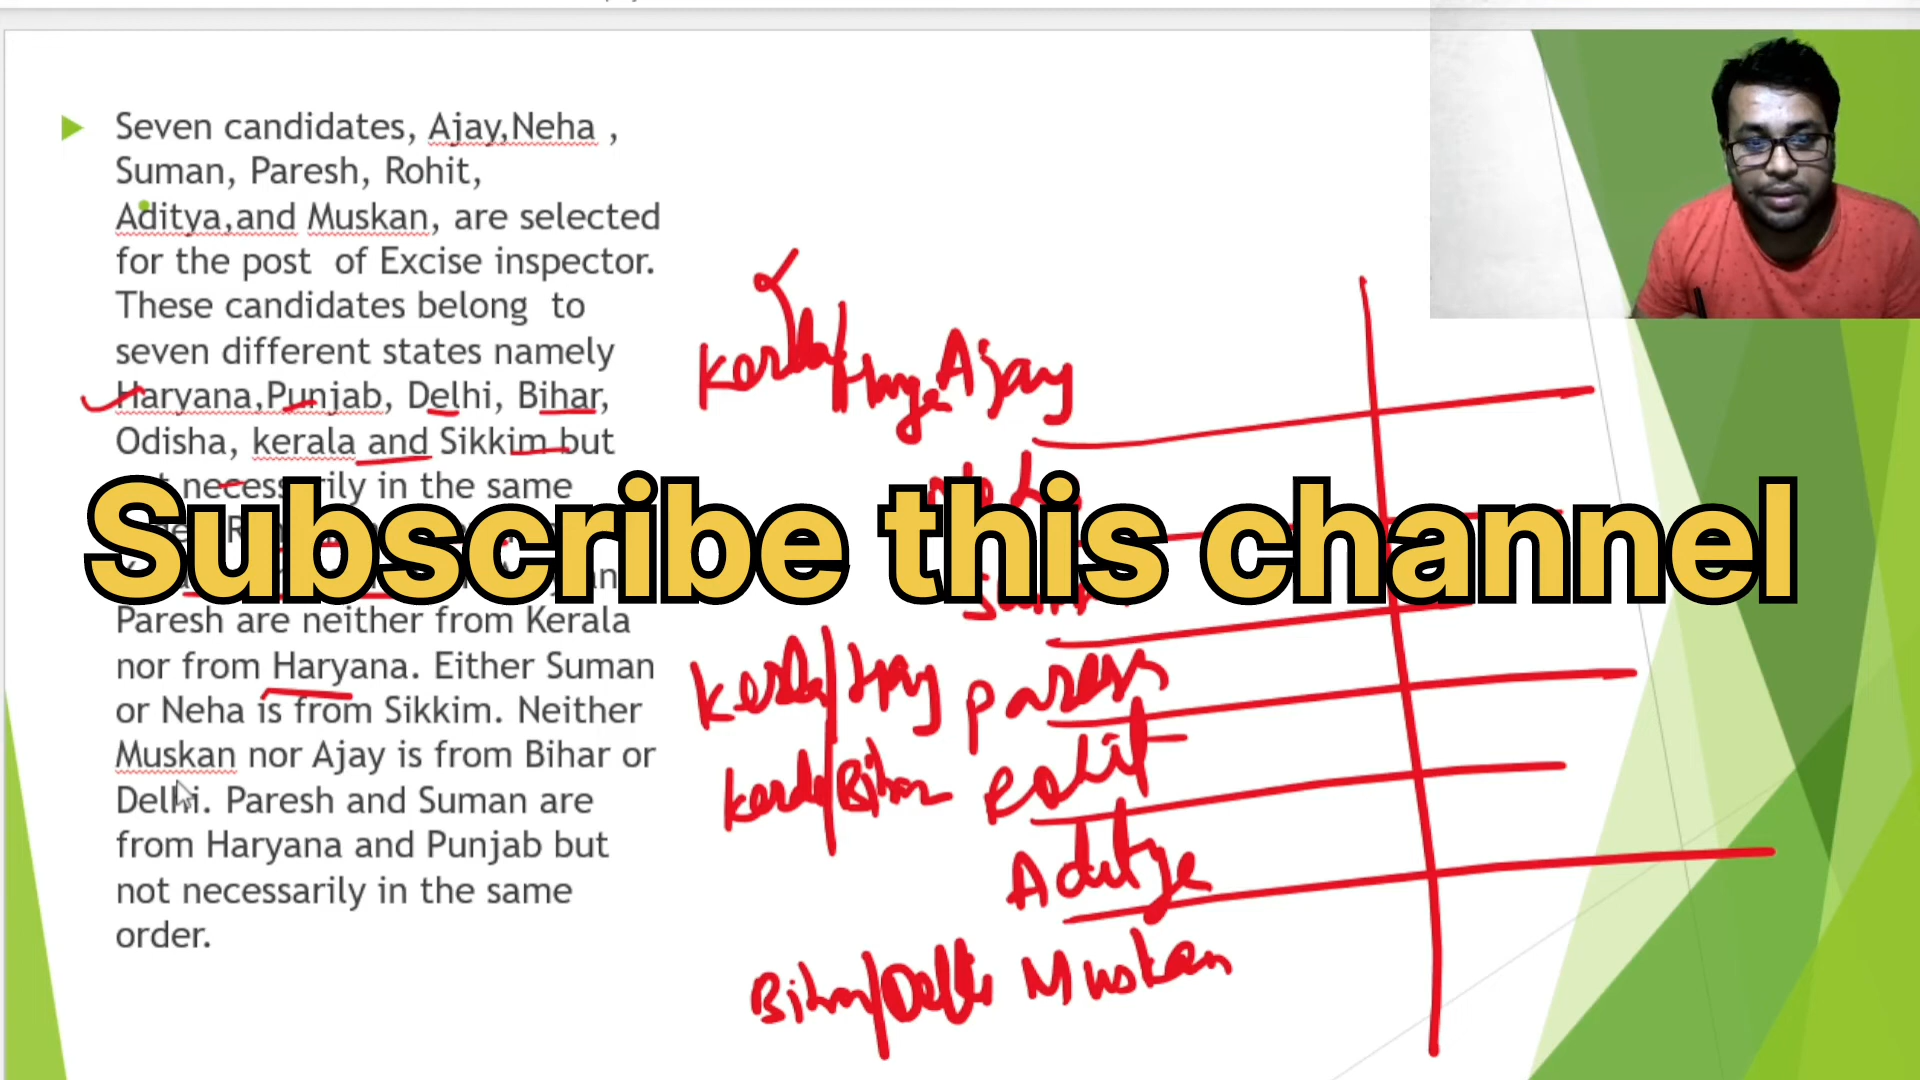 Seven candidates, Ajay,Neha ,
Suman, Paresh, Rohit,
Aditya,and Muskan, are selected
for the post of Excise inspector.
These candidates belong to
seven different states namely
Haryana,Punjab, Delhi, Bihar,
Odisha, kerala and Sikkim but
necessarily in the same
Paresh are neither from Kerala
nor from Haryana. Either Suman
or Neha is from Sikkim. Neither
Muskan nor Ajay is from Bihar or
Delhi. Paresh and Suman are
from Haryana and Punjab but
not necessarily in the same
order.
Subscribe this channel
Ajay
Paresh
Rohit
Aditya
Muskan